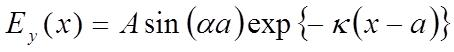 E_y(x) = A sin (αa) exp {− κ(x − a)}